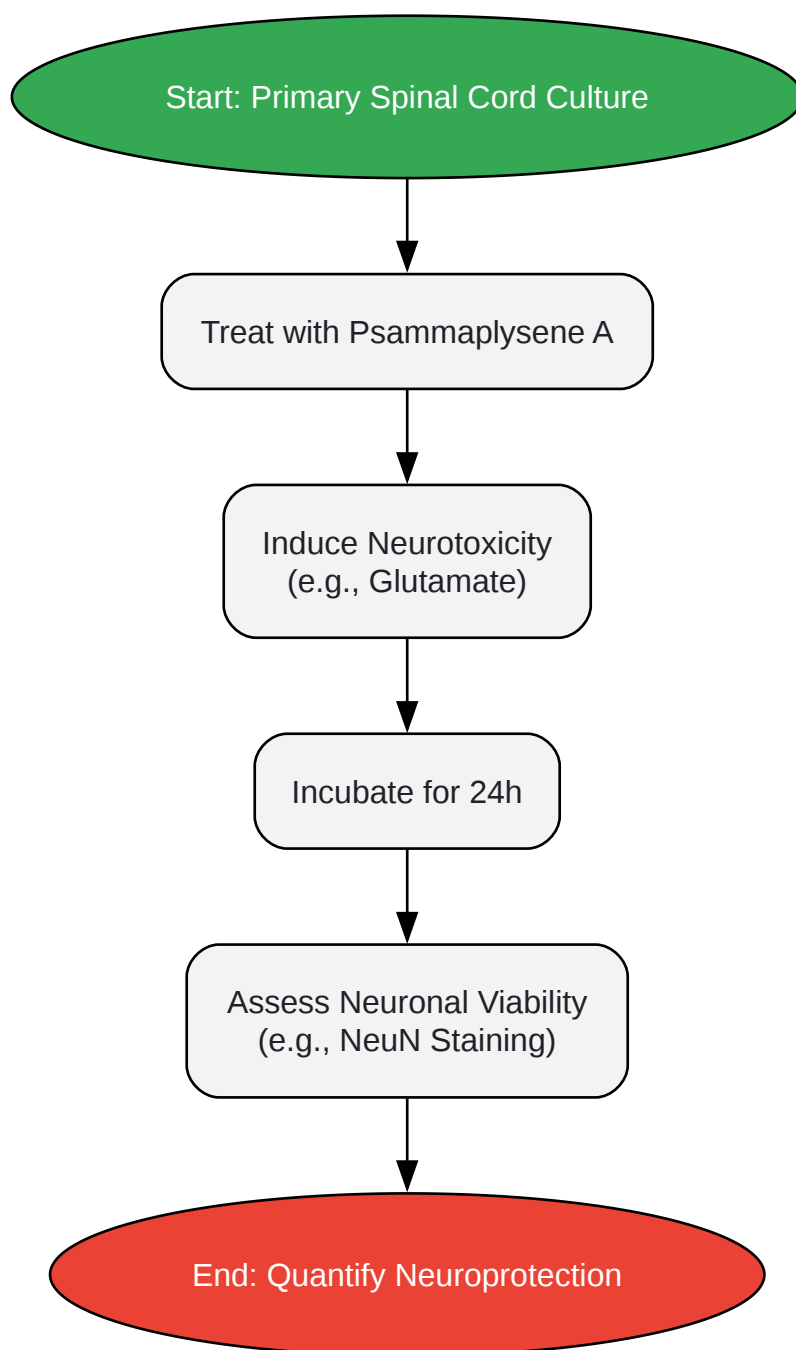 Start: Primary Spinal Cord Culture
Treat with Psammaplysene A
Induce Neurotoxicity
(e.g., Glutamate)
Incubate for 24h
Assess Neuronal Viability
(e.g., NeuN Staining)
End: Quantify Neuroprotection